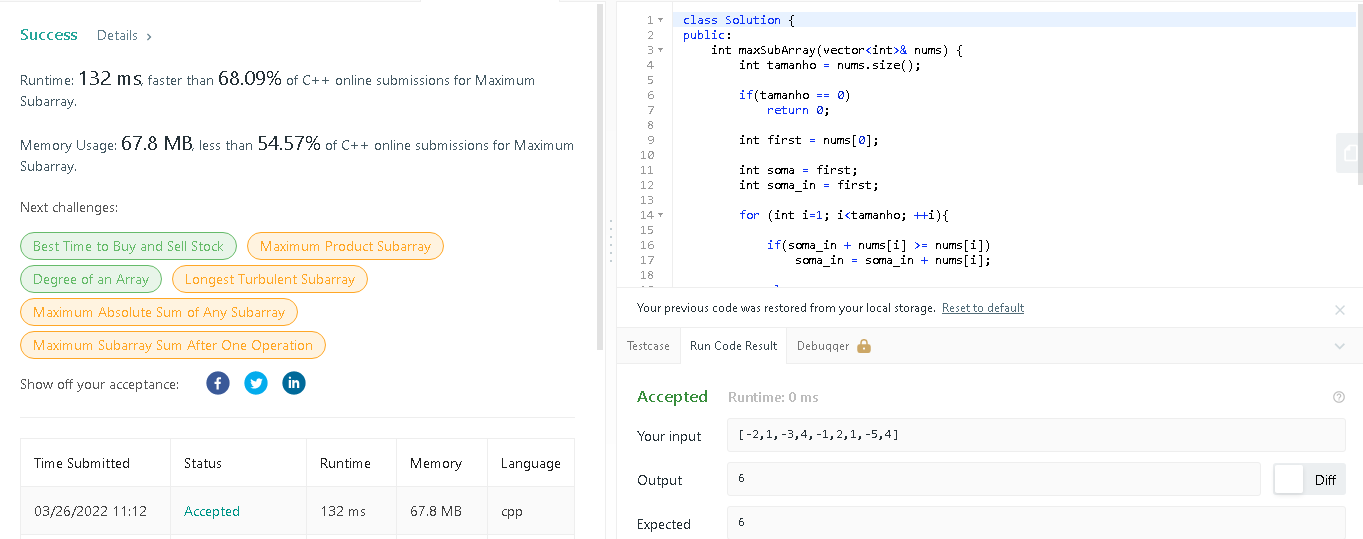 Success Details >
Runtime: 132 ms, faster than 68.09% of C++ online submissions for Maximum
Subarray.
Memory Usage: 67.8 MB, less than 54.57% of C++ online submissions for Maximum
Subarray.
Next challenges:
Best Time to Buy and Sell Stock Maximum Product Subarray
Degree of an Array Longest Turbulent Subarray
Maximum Absolute Sum of Any Subarray
Maximum Subarray Sum After One Operation
Show off your acceptance:
Time Submitted Status Runtime Memory Language
03/26/2022 11:12 Accepted 132 ms 67.8 MB cpp
1 class Solution {
2 public:
3 int maxSubArray(vector<int>& nums) {
4 int tamanho = nums.size();
5
6 if(tamanho == 0)
7 return 0;
8
9 int first = nums[0];
10
11 int soma = first;
12 int soma_in = first;
13
14 for (int i=1; i<tamanho; ++i){
15
16 if(soma_in + nums[i] >= nums[i])
17 soma_in = soma_in + nums[i];
18
Your previous code was restored from your local storage. Reset to default
Testcase Run Code Result Debugger
Accepted Runtime: 0 ms
Your input [-2,1,-3,4,-1,2,1,-5,4]
Output 6 Diff
Expected 6